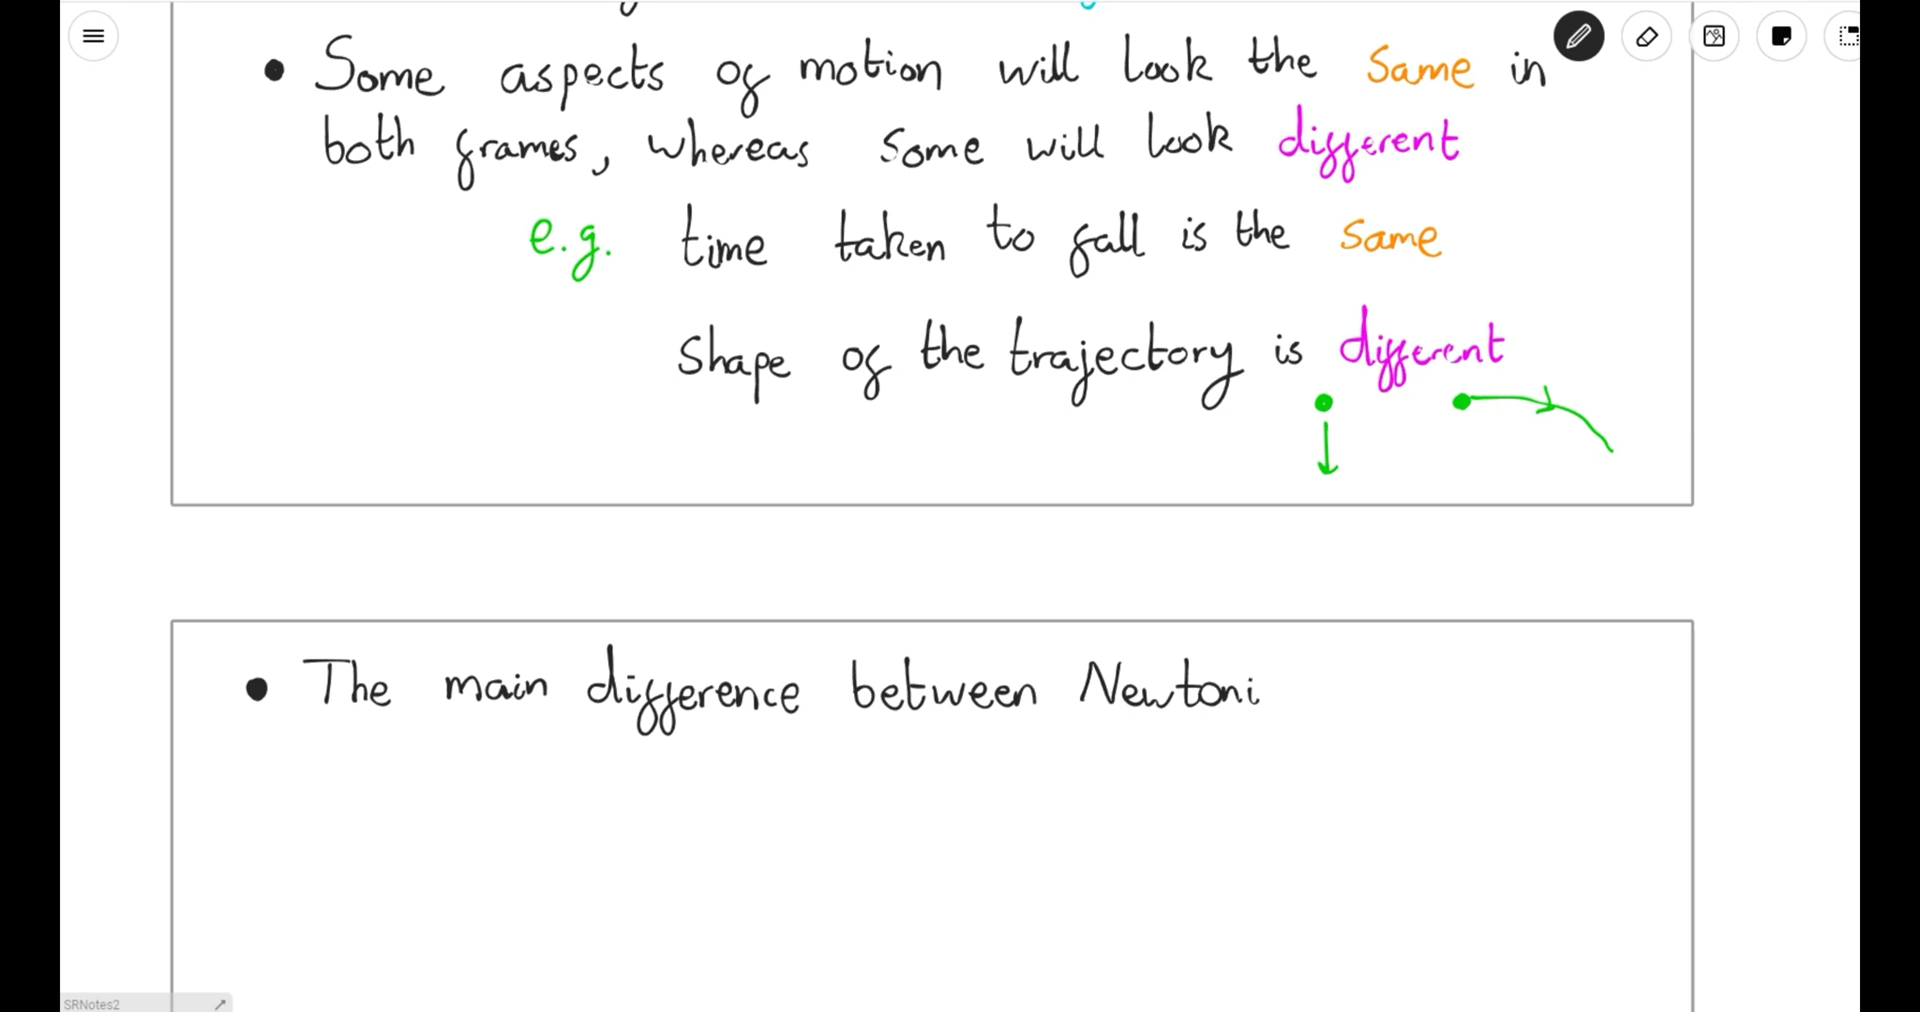 • Some aspects of motion will look the same in
both frames, whereas some will look different
e.g. time taken to fall is the same
shape of the trajectory is different
• The main difference between Newtoni
SRNotes2